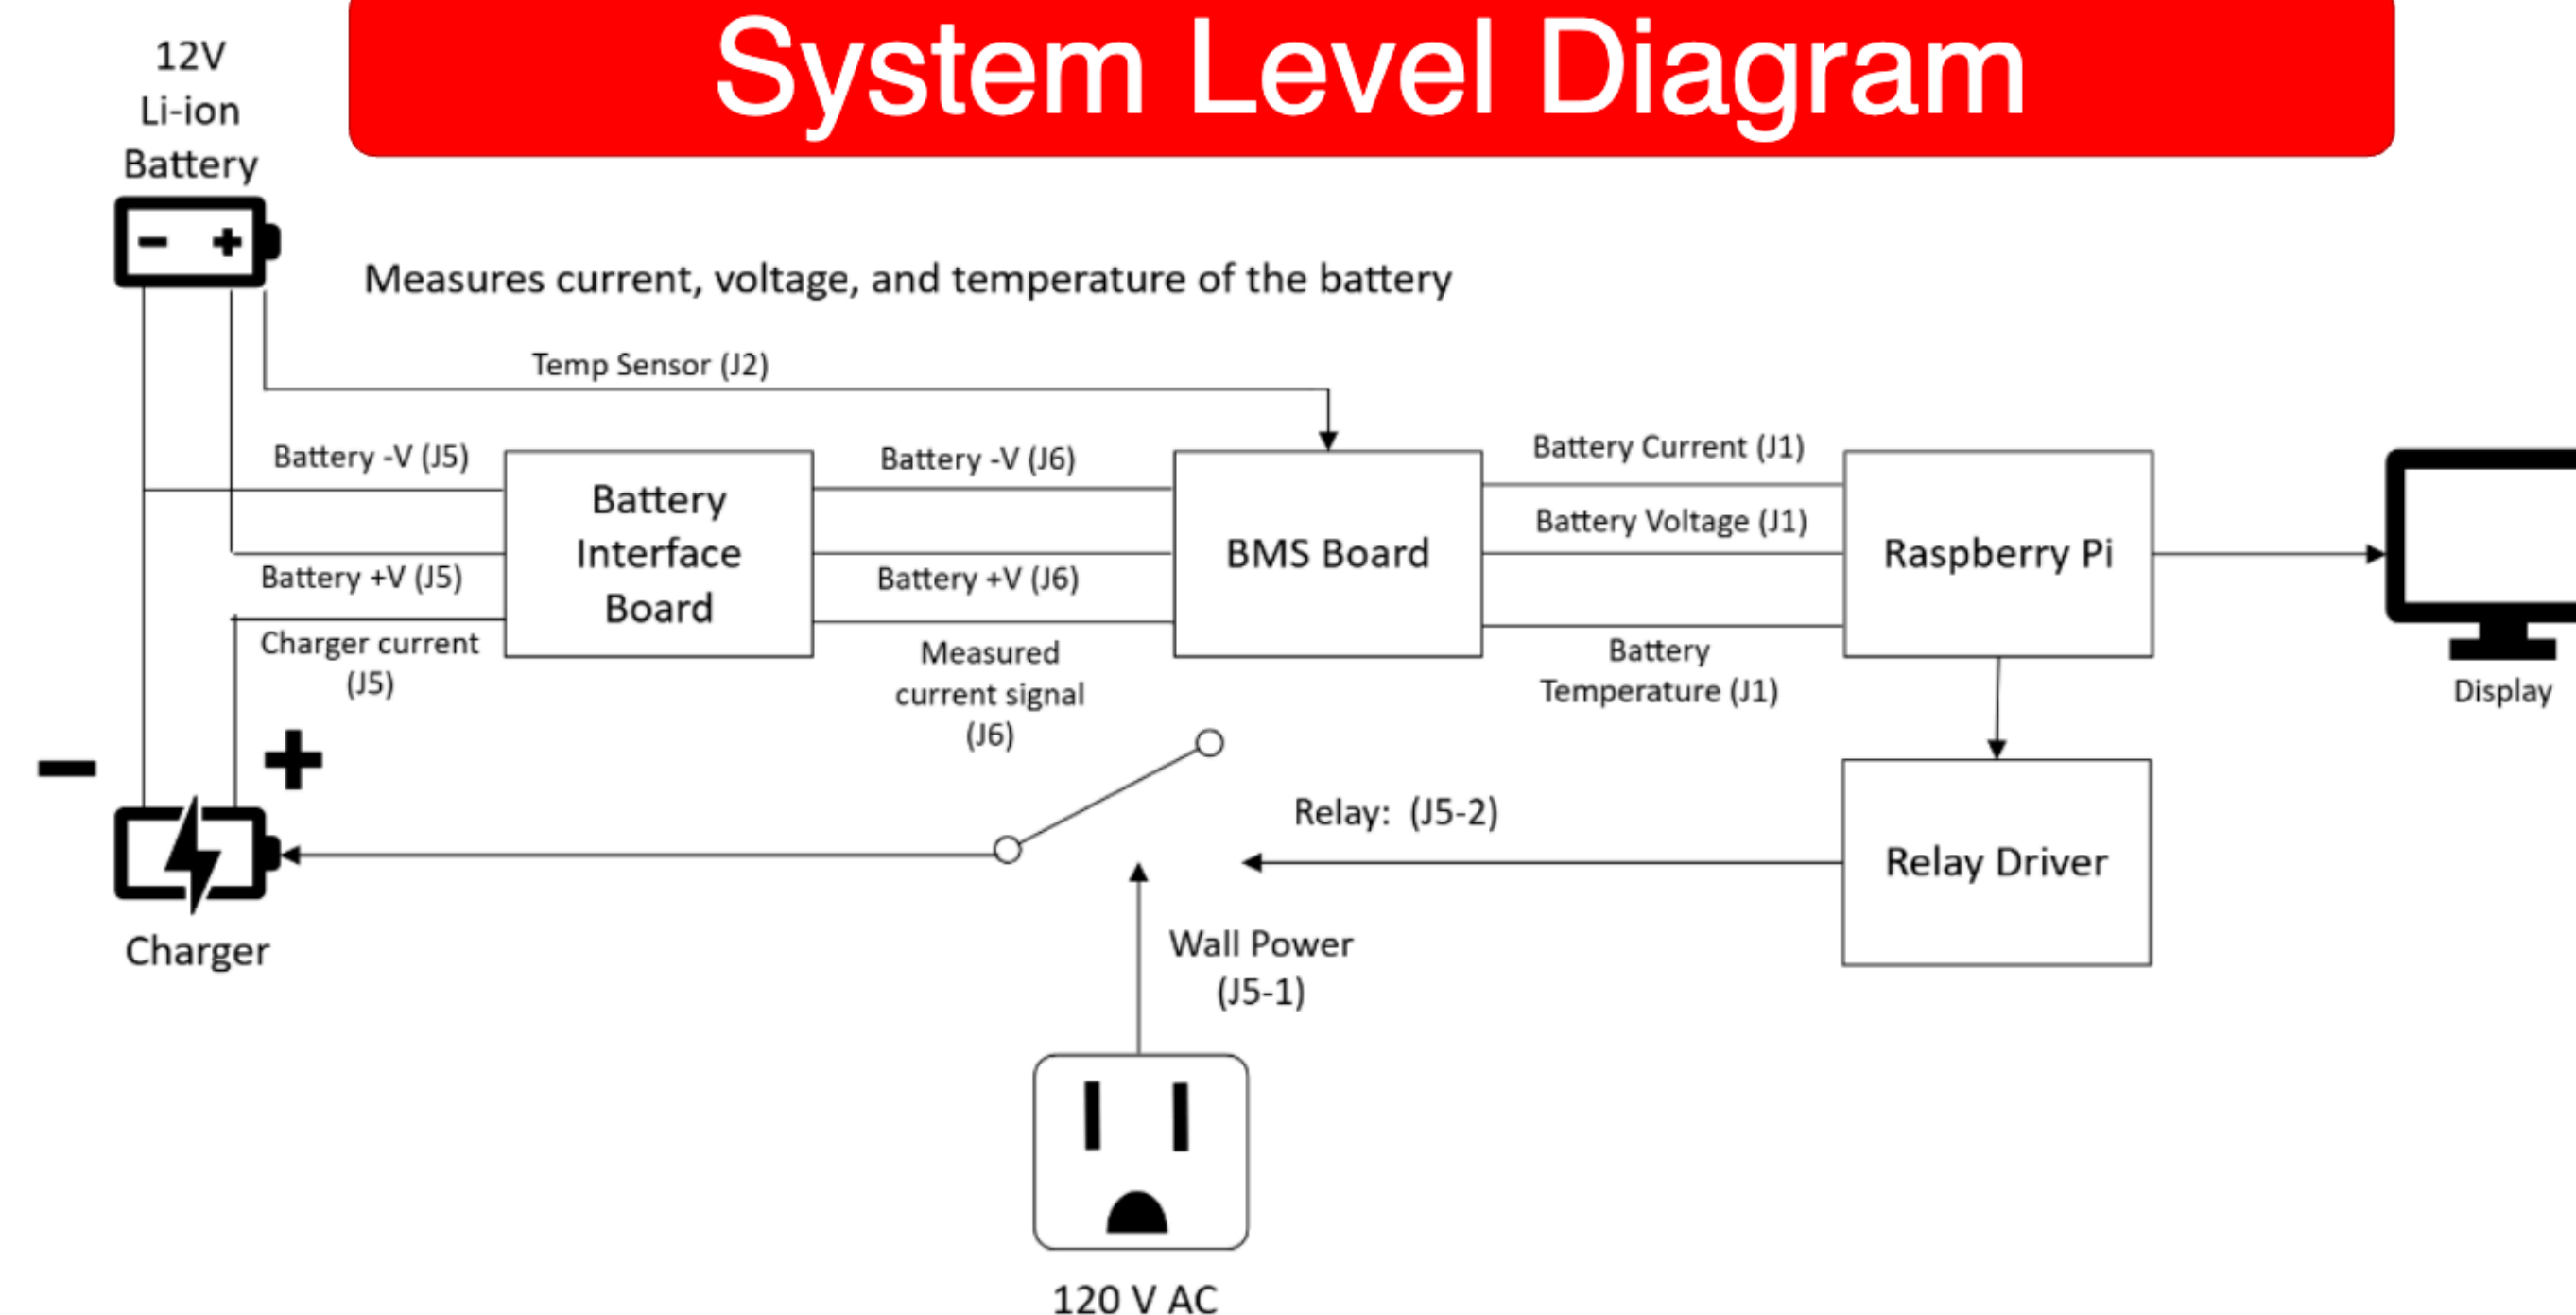 System Level Diagram
12V
Li-ion
Battery
Measures current, voltage, and temperature of the battery
Temp Sensor (J2)
Battery -V (J5)
Battery +V (J5)
Charger current
(J5)
Battery
Interface
Board
Battery -V (J6)
Battery +V (J6)
Measured
current signal
(J6)
BMS Board
Battery Current (J1)
Battery Voltage (J1)
Battery
Temperature (J1)
Raspberry Pi
Display
Relay: (J5-2)
Relay Driver
Charger
Wall Power
(J5-1)
120 V AC